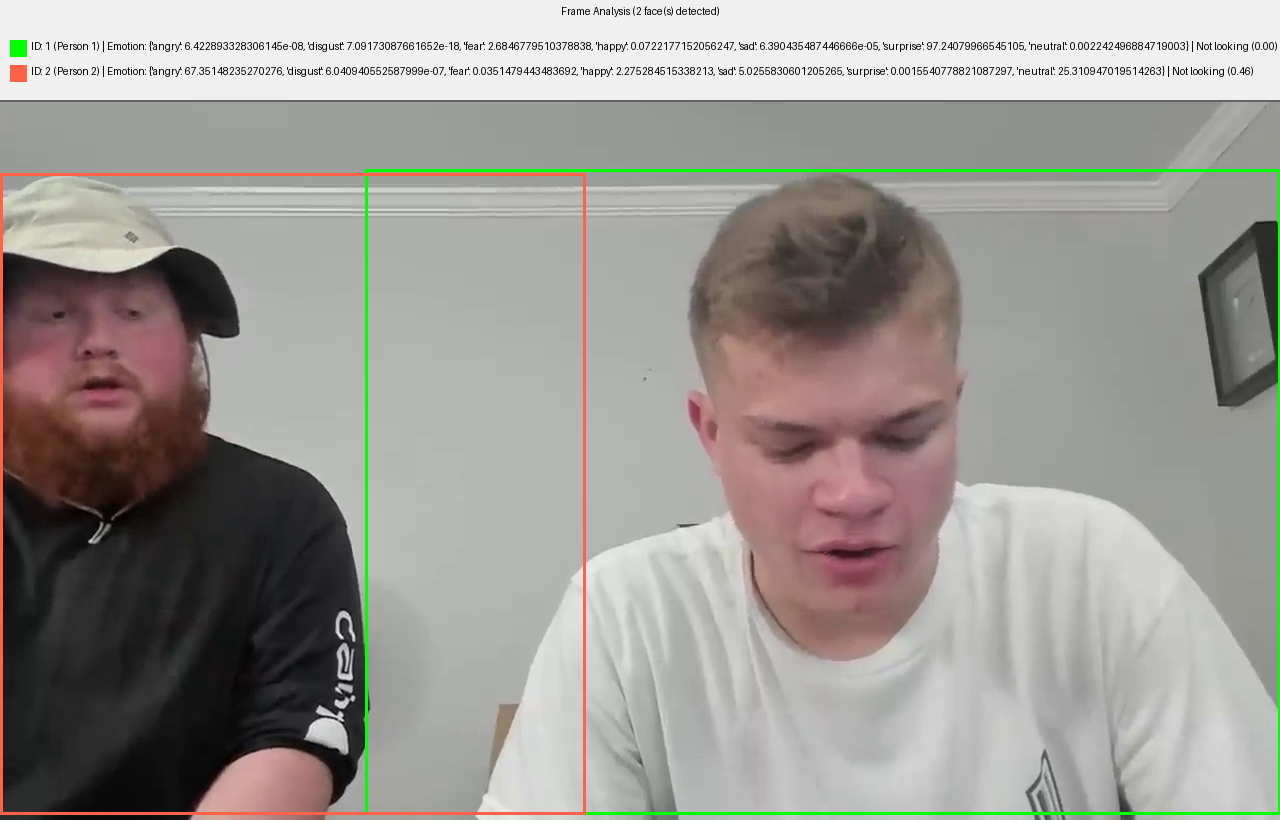 Frame Analysis (2 face(s) detected)
ID: 1 (Person 1) | Emotion: {'angry': 6.422893328306145e-08, 'disgust': 7.09173087661652e-18, 'fear': 2.6846779510378838, 'happy': 0.0722177152056247, 'sad': 6.390435487446666e-05, 'surprise': 97.24079966545105, 'neutral': 0.002242496884719003} | Not looking (0.00)
ID: 2 (Person 2) | Emotion: {'angry': 67.35148235270276, 'disgust': 6.040940552587999e-07, 'fear': 0.0351479443483692, 'happy': 2.275284515338213, 'sad': 5.0255830601205265, 'surprise': 0.0015540778821087297, 'neutral': 25.310947019514263} | Not looking (0.46)